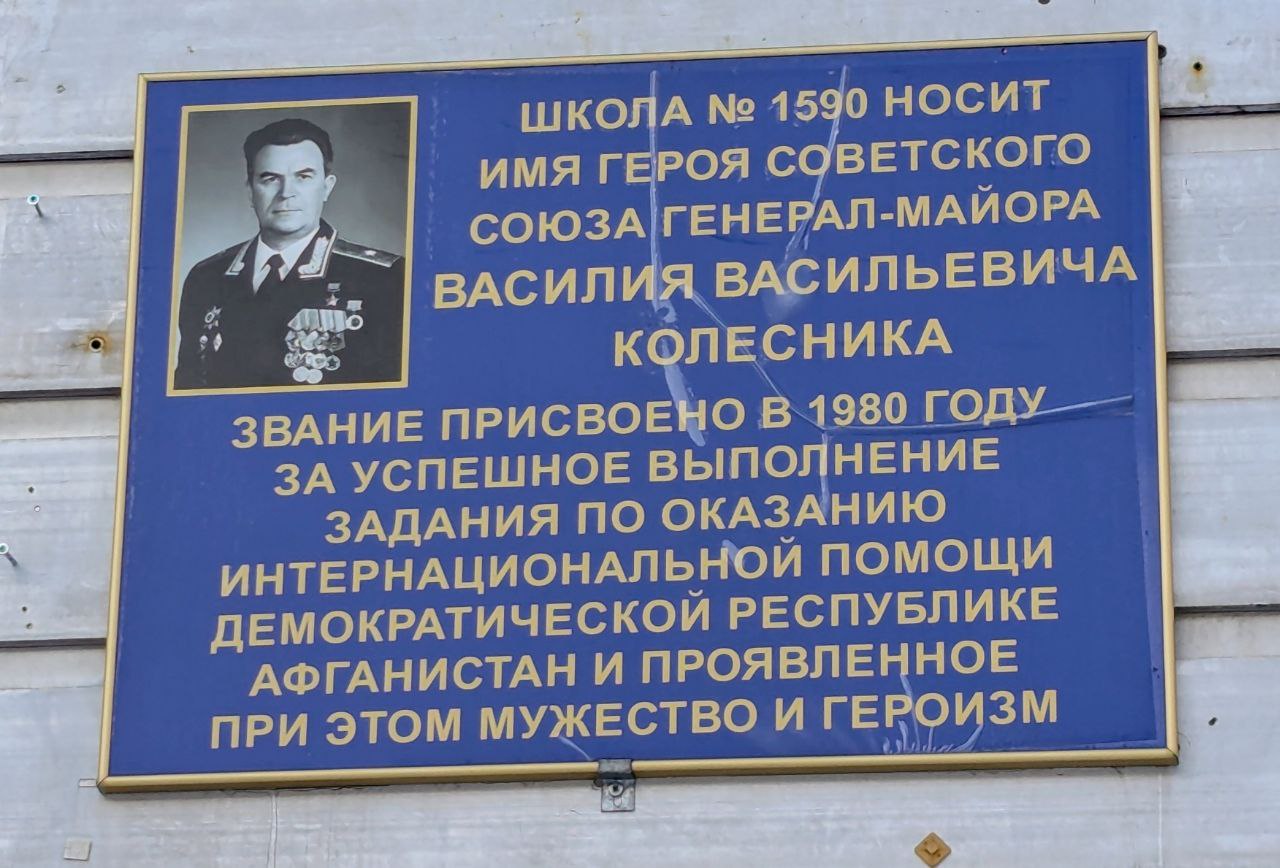 ШКОЛА № 1590 НОСИТ
ИМЯ ГЕРОЯ СОВЕТСКОГО
СОЮЗА ГЕНЕРАЛ-МАЙОРА
ВАСИЛИЯ ВАСИЛЬЕВИЧА
КОЛЕСНИКА
ЗВАНИЕ ПРИСВОЕНО В 1980 ГОДУ
ЗА УСПЕШНОЕ ВЫПОЛНЕНИЕ
ЗАДАНИЯ ПО ОКАЗАНИЮ
ИНТЕРНАЦИОНАЛЬНОЙ ПОМОЩИ
ДЕМОКРАТИЧЕСКОЙ РЕСПУБЛИКЕ
АФГАНИСТАН И ПРОЯВЛЕННОЕ
ПРИ ЭТОМ МУЖЕСТВО И ГЕРОИЗМ